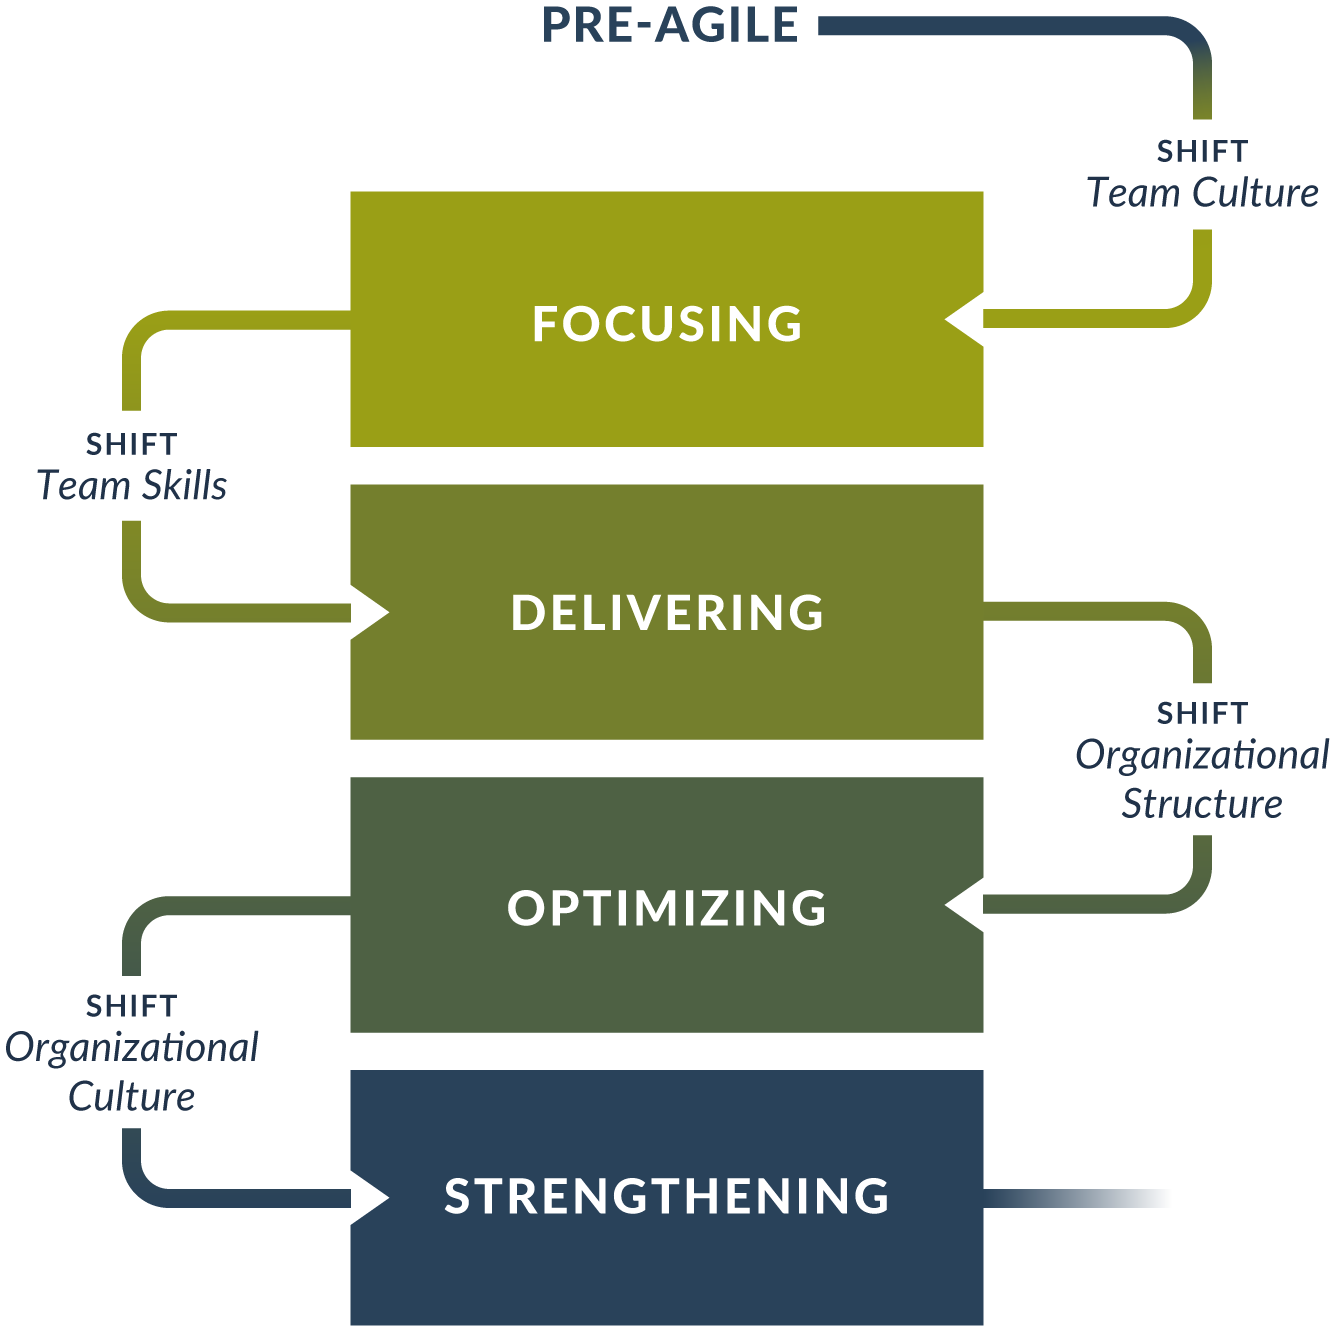 PRE-AGILE
SHIFT
Team Culture
FOCUSING
SHIFT
Team Skills
DELIVERING
SHIFT
Organizational
Structure
OPTIMIZING
SHIFT
Organizational
Culture
STRENGTHENING